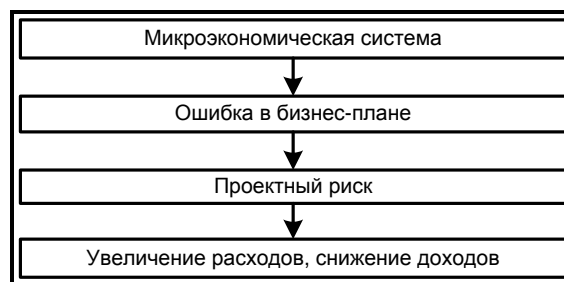 Микроэкономическая система
Ошибка в бизнес-плане
Проектный риск
Увеличение расходов, снижение доходов